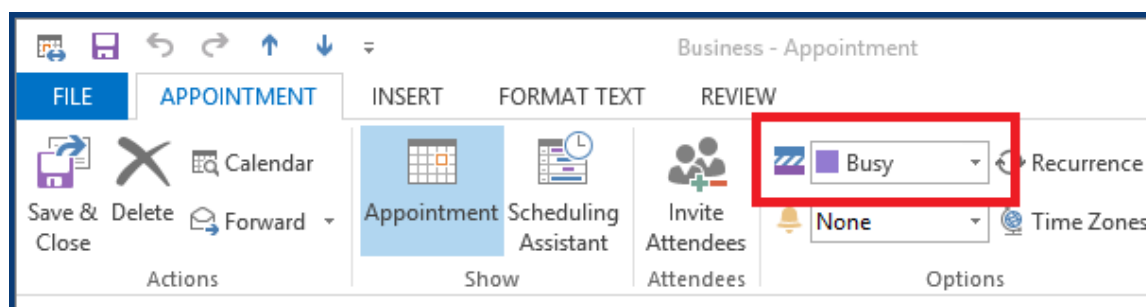 Business - Appointment
FILE APPOINTMENT INSERT FORMAT TEXT REVIEW
Save & Close
Delete
Calendar
Forward
Actions
Appointment
Scheduling Assistant
Show
Invite Attendees
Attendees
Busy
Recurrence
None
Time Zones
Options